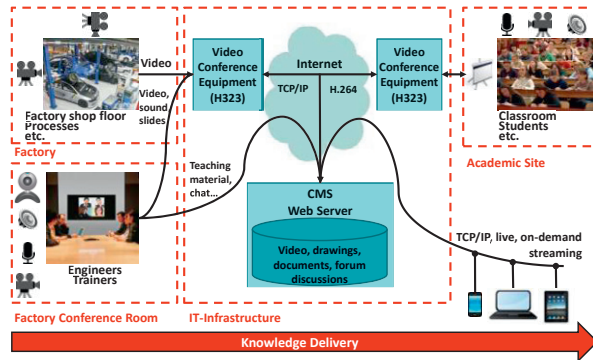 Video
Conference
Equipment
(H323)
Internet
TCP/IP
H.264
Video
Conference
Equipment
(H323)
Video
Video,
sound
slides
Factory shop floor
Processes
etc.
Factory
Classroom
Students
etc.
Academic Site
Teaching
material,
chat...
CMS
Web Server
Video, drawings,
documents, forum
discussions
TCP/IP, live, on-demand
streaming
Engineers
Trainers
Factory Conference Room
IT-Infrastructure
Knowledge Delivery